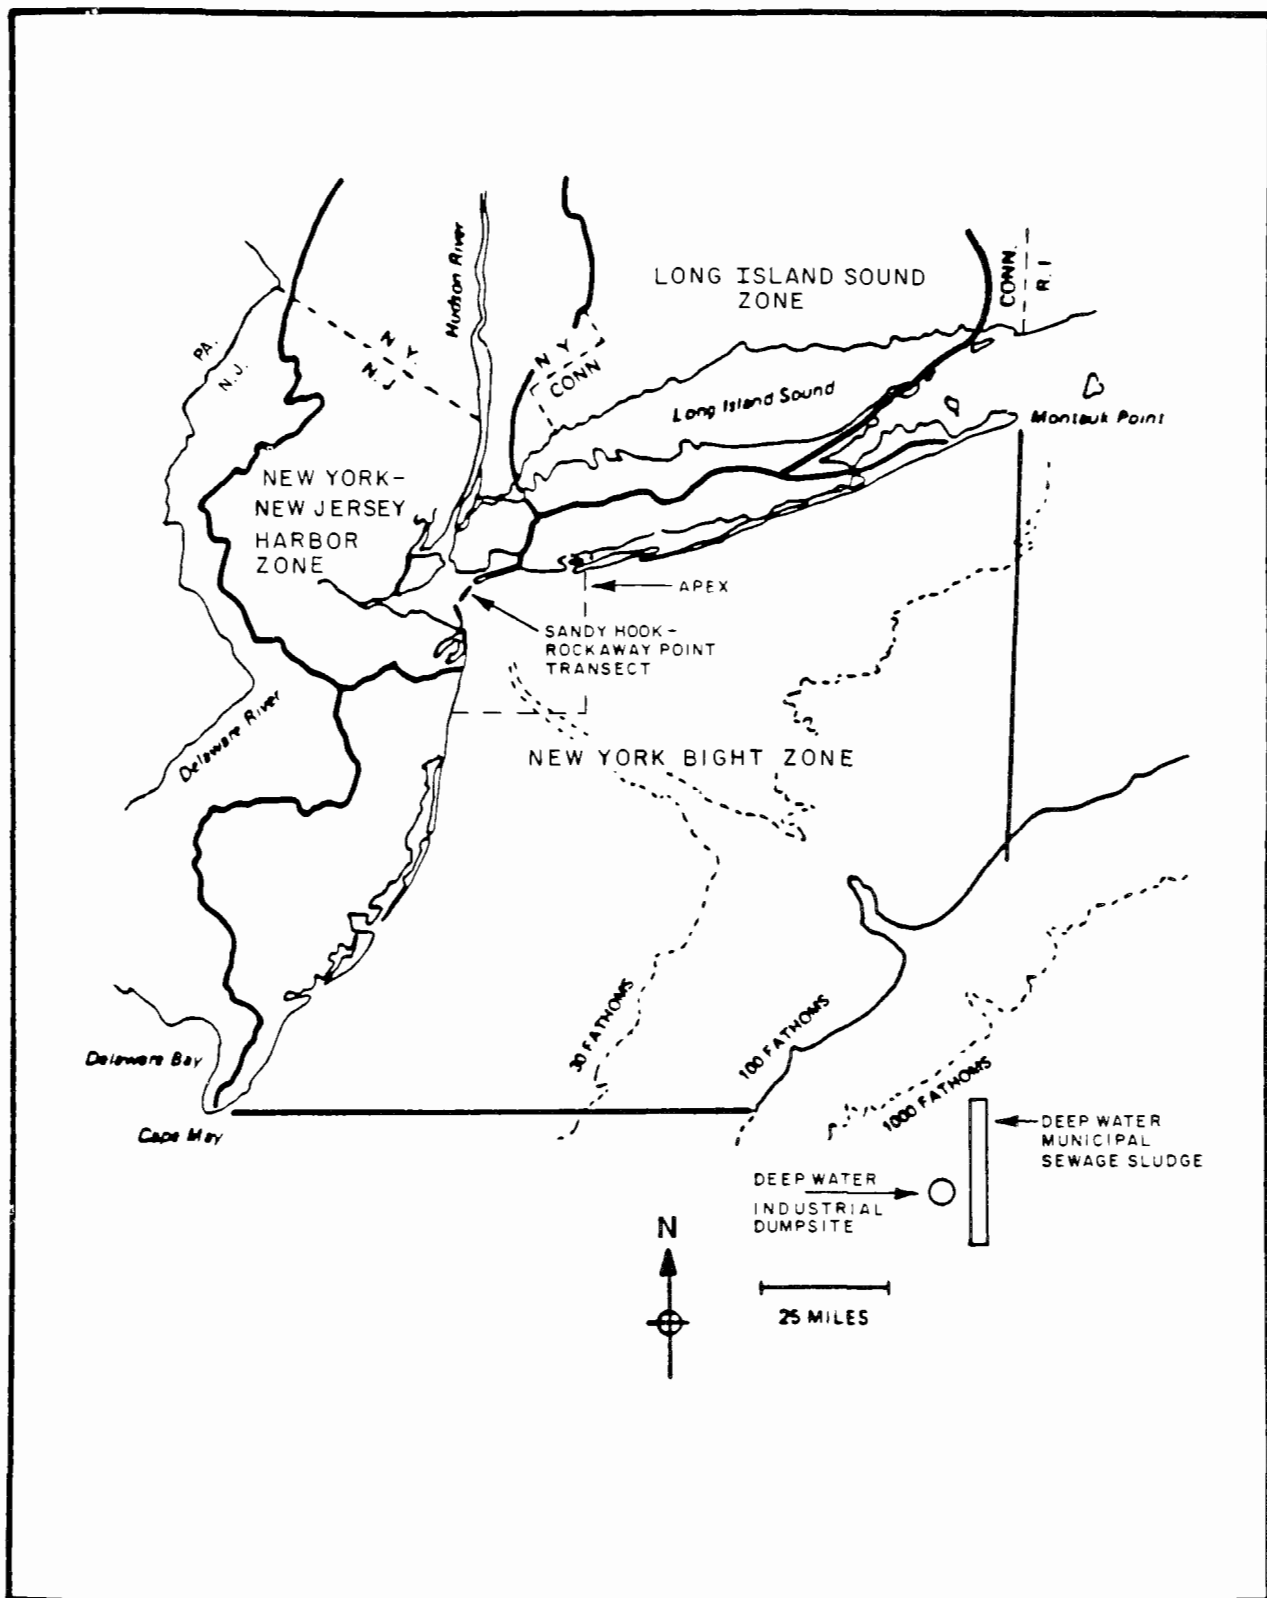 Hudson River
LONG ISLAND SOUND
ZONE
CONN.
R.I
PA.
N.J.
N.Y.
N.J
N Y
CONN
Long Island Sound
Montauk Point
NEW YORK-
NEW JERSEY
HARBOR
ZONE
APEX
SANDY HOOK-
ROCKAWAY POINT
TRANSECT
Delaware River
NEW YORK BIGHT ZONE
30 FATHOMS
100 FATHOMS
1000 FATHOMS
Delaware Bay
Cape May
DEEP WATER
MUNICIPAL
SEWAGE SLUDGE
DEEP WATER
INDUSTRIAL
DUMPSITE
N
25 MILES